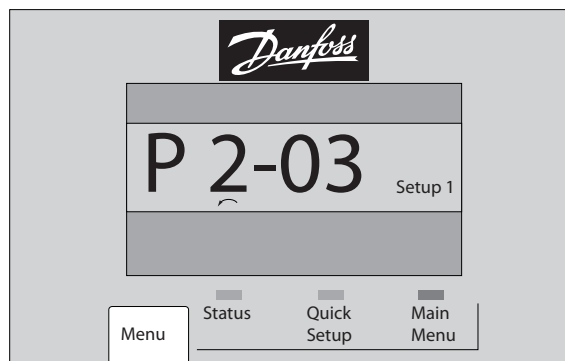 Danfoss
P 2-03
Setup 1
Menu
Status
Quick
Setup
Main
Menu